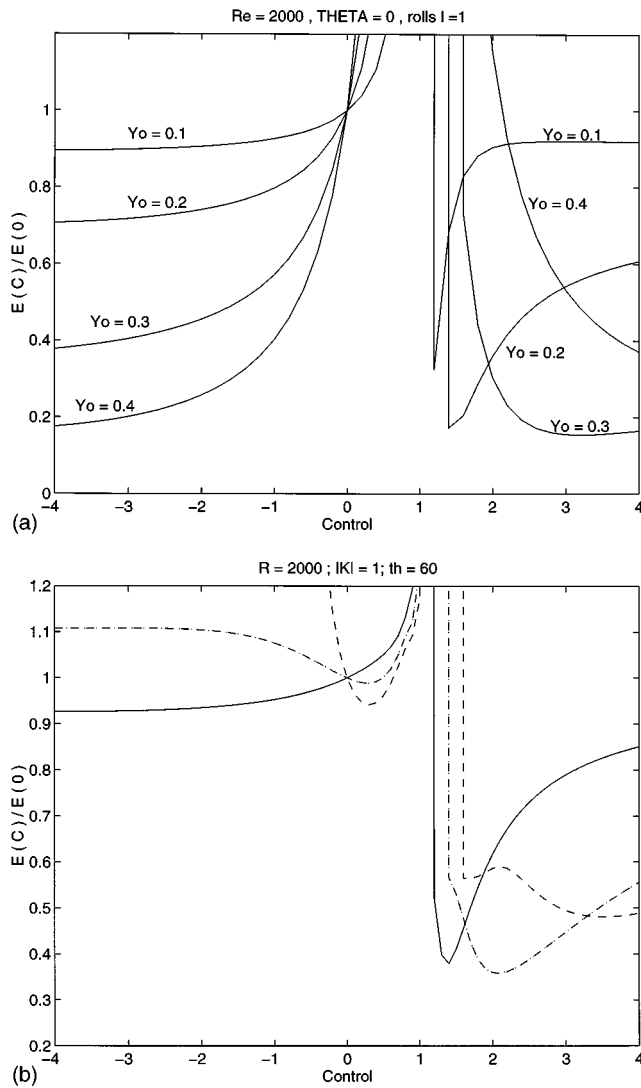 Re = 2000 , THETA = 0 , rolls l =1
E (C) / E (0)
1
0.8
0.6
0.4
0.2
0
Yo = 0.1
Yo = 0.2
Yo = 0.3
Yo = 0.4
Yo = 0.1
Yo = 0.4
Yo = 0.2
Yo = 0.3
−4 −3 −2 −1 0 1 2 3 4
Control
(a)
R = 2000 ; IKI = 1; th = 60
E (C) / E (0)
1.2
1.1
1
0.9
0.8
0.7
0.6
0.5
0.4
0.3
0.2
−4 −3 −2 −1 0 1 2 3 4
Control
(b)